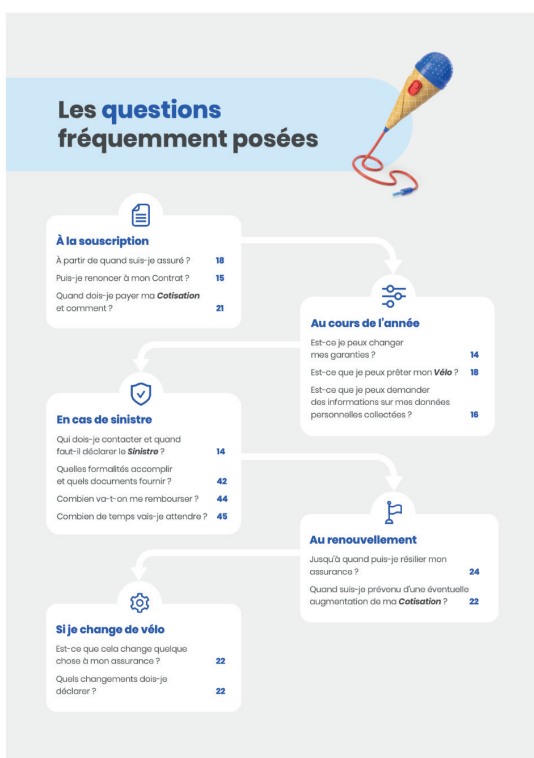 Les questions
fréquemment posées
À la souscription
À partir de quand suis-je assuré ? 18
Puis-je renoncer à mon Contrat ? 15
Quand dois-je payer ma Cotisation
et comment ? 21
Au cours de l'année
Est-ce je peux changer
mes garanties ? 14
Est-ce que je peux prêter mon Vélo ? 18
Est-ce que je peux demander
des informations sur mes données
personnelles collectées ? 16
En cas de sinistre
Qui dois-je contacter et quand
faut-il déclarer le Sinistre ? 14
Quelles formalités accomplir
et quels documents fournir ? 42
Combien va-t-on me rembourser ? 44
Combien de temps vais-je attendre ? 45
Au renouvellement
Jusqu'à quand puis-je résilier mon
assurance ? 24
Quand suis-je prévenu d'une éventuelle
augmentation de ma Cotisation ? 22
Si je change de vélo
Est-ce que cela change quelque
chose à mon assurance ? 22
Quels changements dois-je
déclarer ? 22